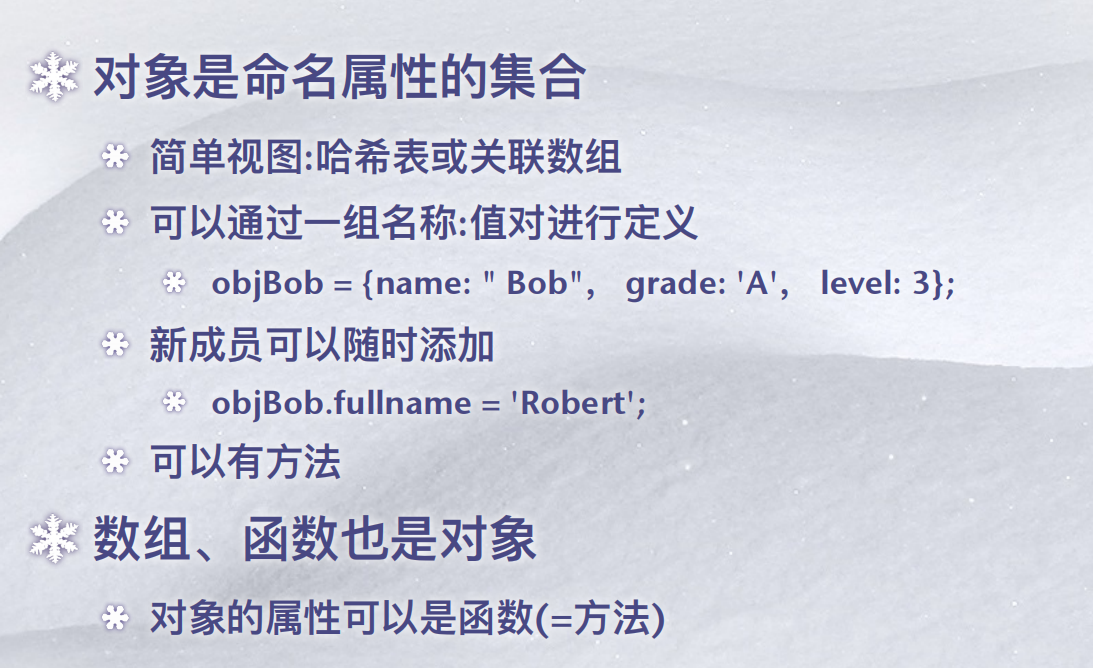 对象是命名属性的集合
简单视图:哈希表或关联数组
可以通过一组名称:值对进行定义
objBob = {name: " Bob", grade: 'A', level: 3};
新成员可以随时添加
objBob.fullname = 'Robert';
可以有方法
数组、函数也是对象
对象的属性可以是函数(=方法)